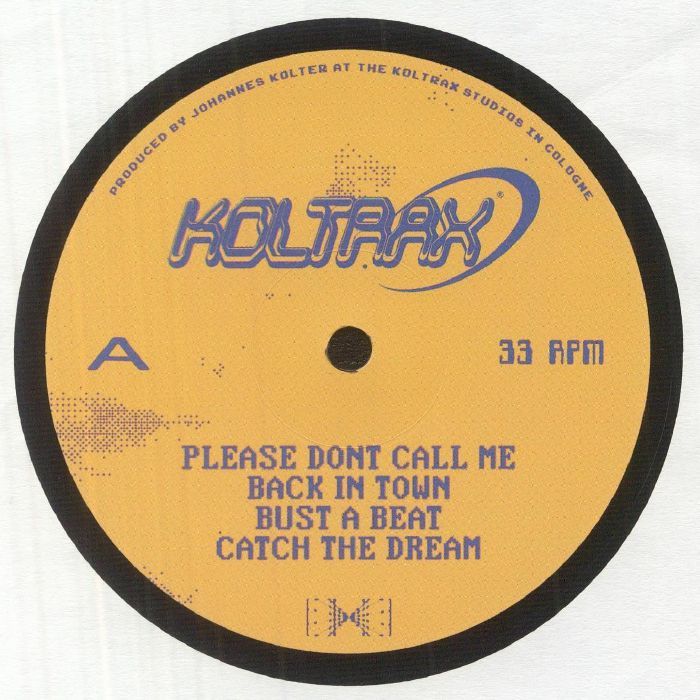 PRODUCED BY JOHANNES KOLTER AT THE KOLTRAX STUDIOS IN COLOGNE
KOLTRAX®
A
33 RPM
PLEASE DONT CALL ME
BACK IN TOWN
BUST A BEAT
CATCH THE DREAM